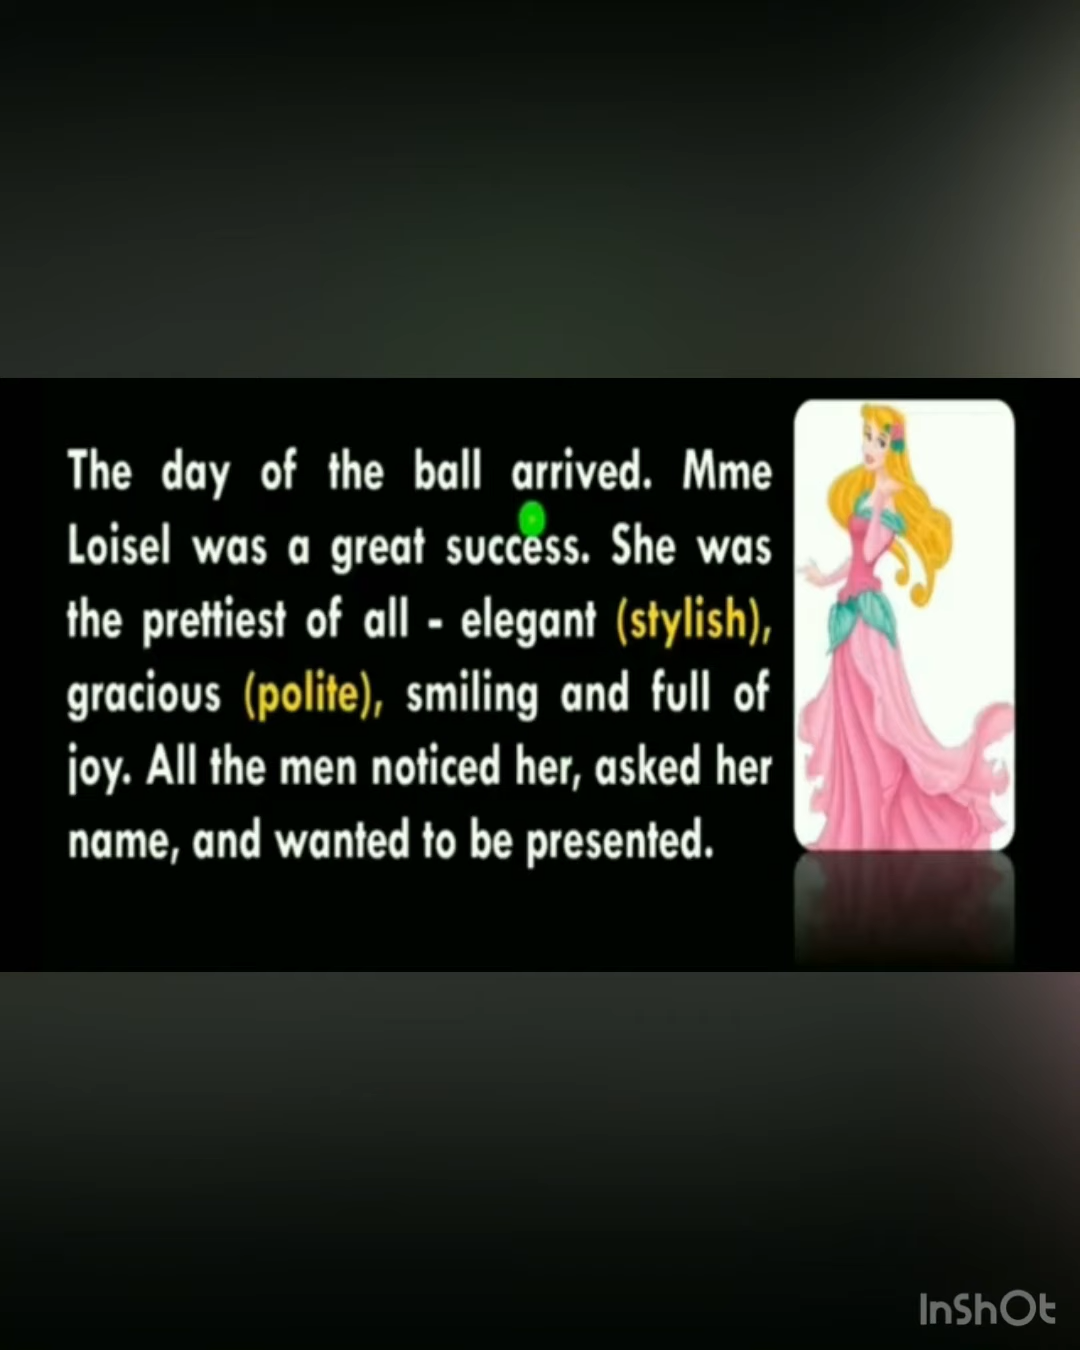 The day of the ball arrived. Mme
Loisel was a great success. She was
the prettiest of all - elegant (stylish),
gracious (polite), smiling and full of
joy. All the men noticed her, asked her
name, and wanted to be presented.
InShOt